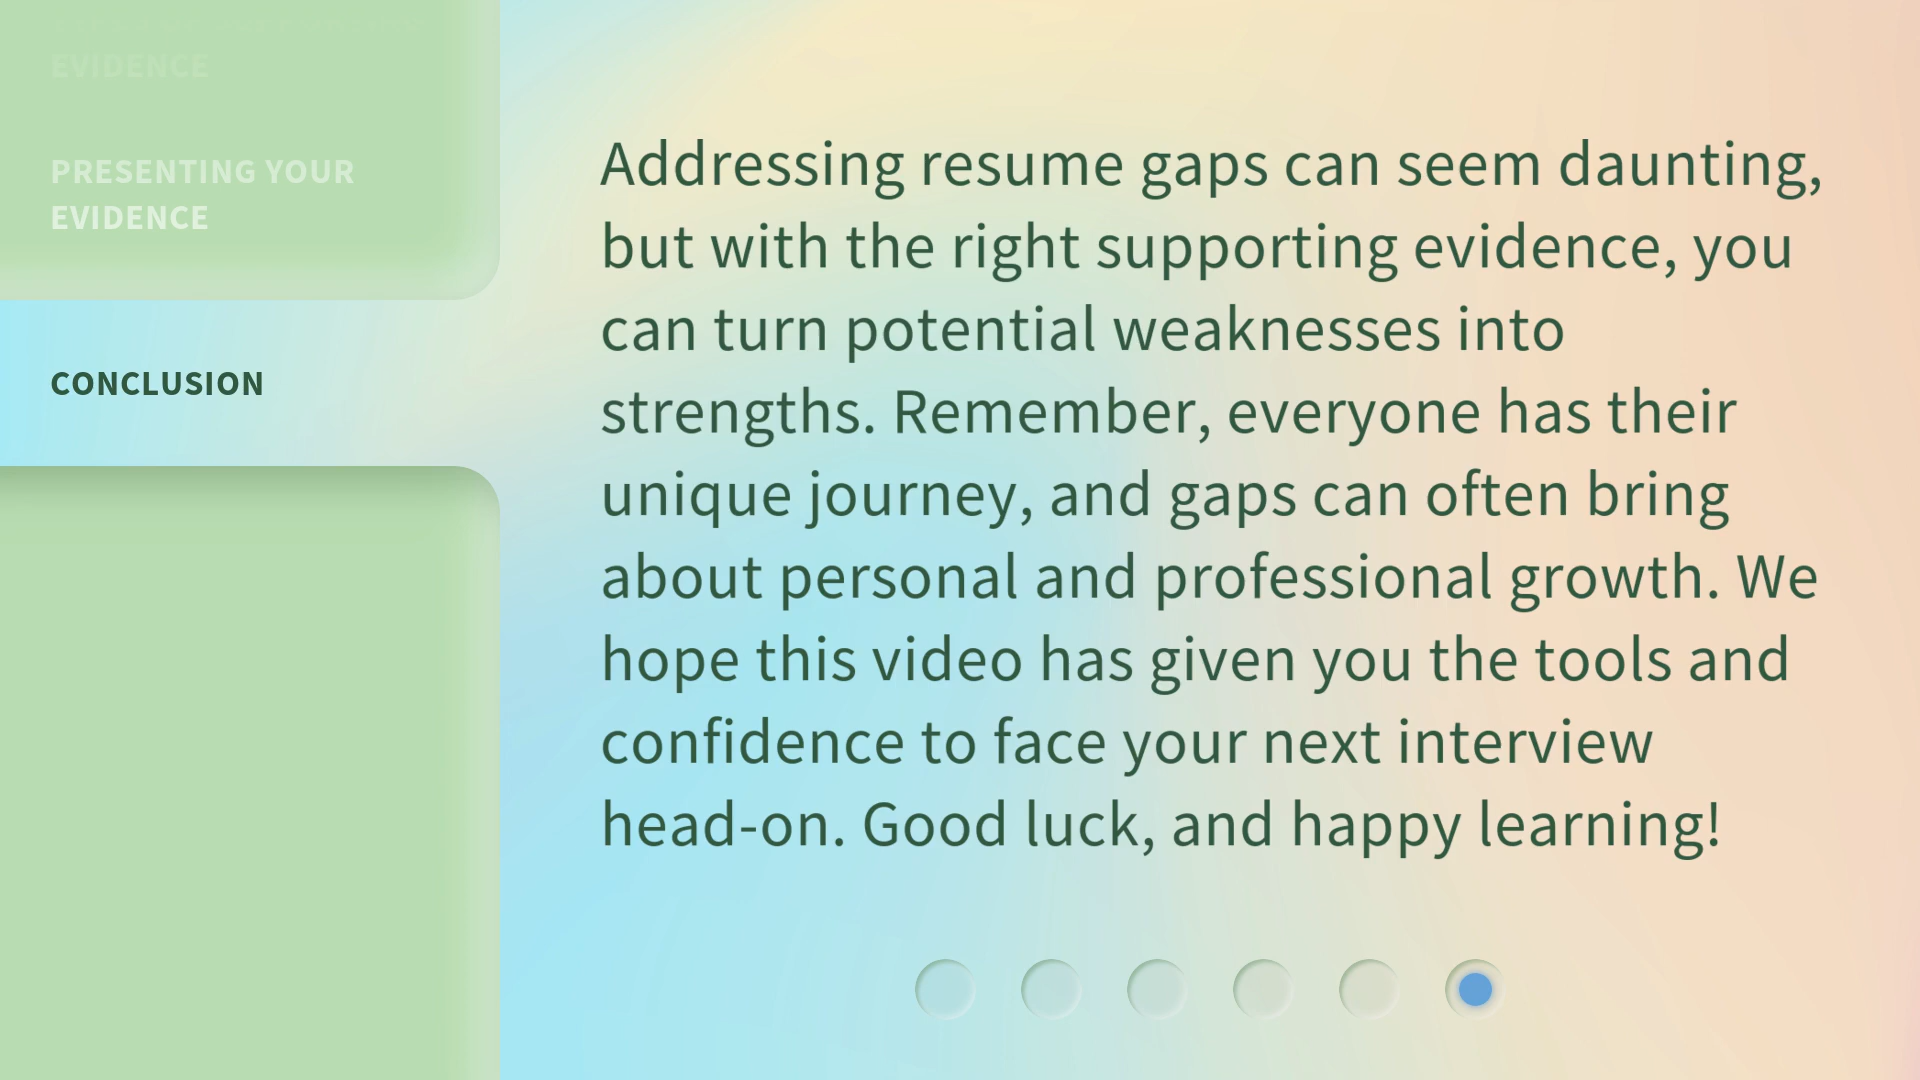 EVIDENCE
PRESENTING YOUR
EVIDENCE
CONCLUSION
Addressing resume gaps can seem daunting,
but with the right supporting evidence, you
can turn potential weaknesses into
strengths. Remember, everyone has their
unique journey, and gaps can often bring
about personal and professional growth. We
hope this video has given you the tools and
confidence to face your next interview
head-on. Good luck, and happy learning!